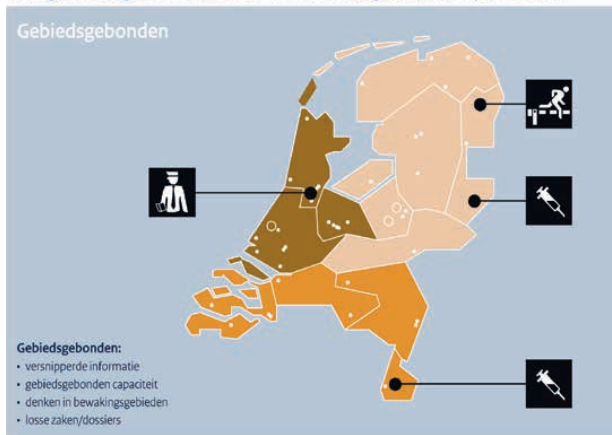 Gebiedsgebonden
Gebiedsgebonden:
• versnipperde informatie
• gebiedsgebonden capaciteit
• denken in bewakingsgebieden
• losse zaken/dossiers